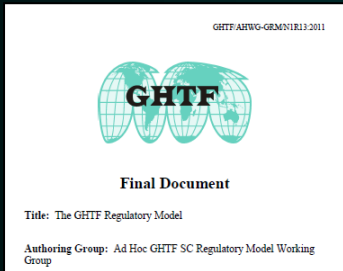 GHTF/AHWG-GRM/N1R13:2011
GHTF
Final Document
Title: The GHTF Regulatory Model
Authoring Group: Ad Hoc GHTF SC Regulatory Model Working
Group